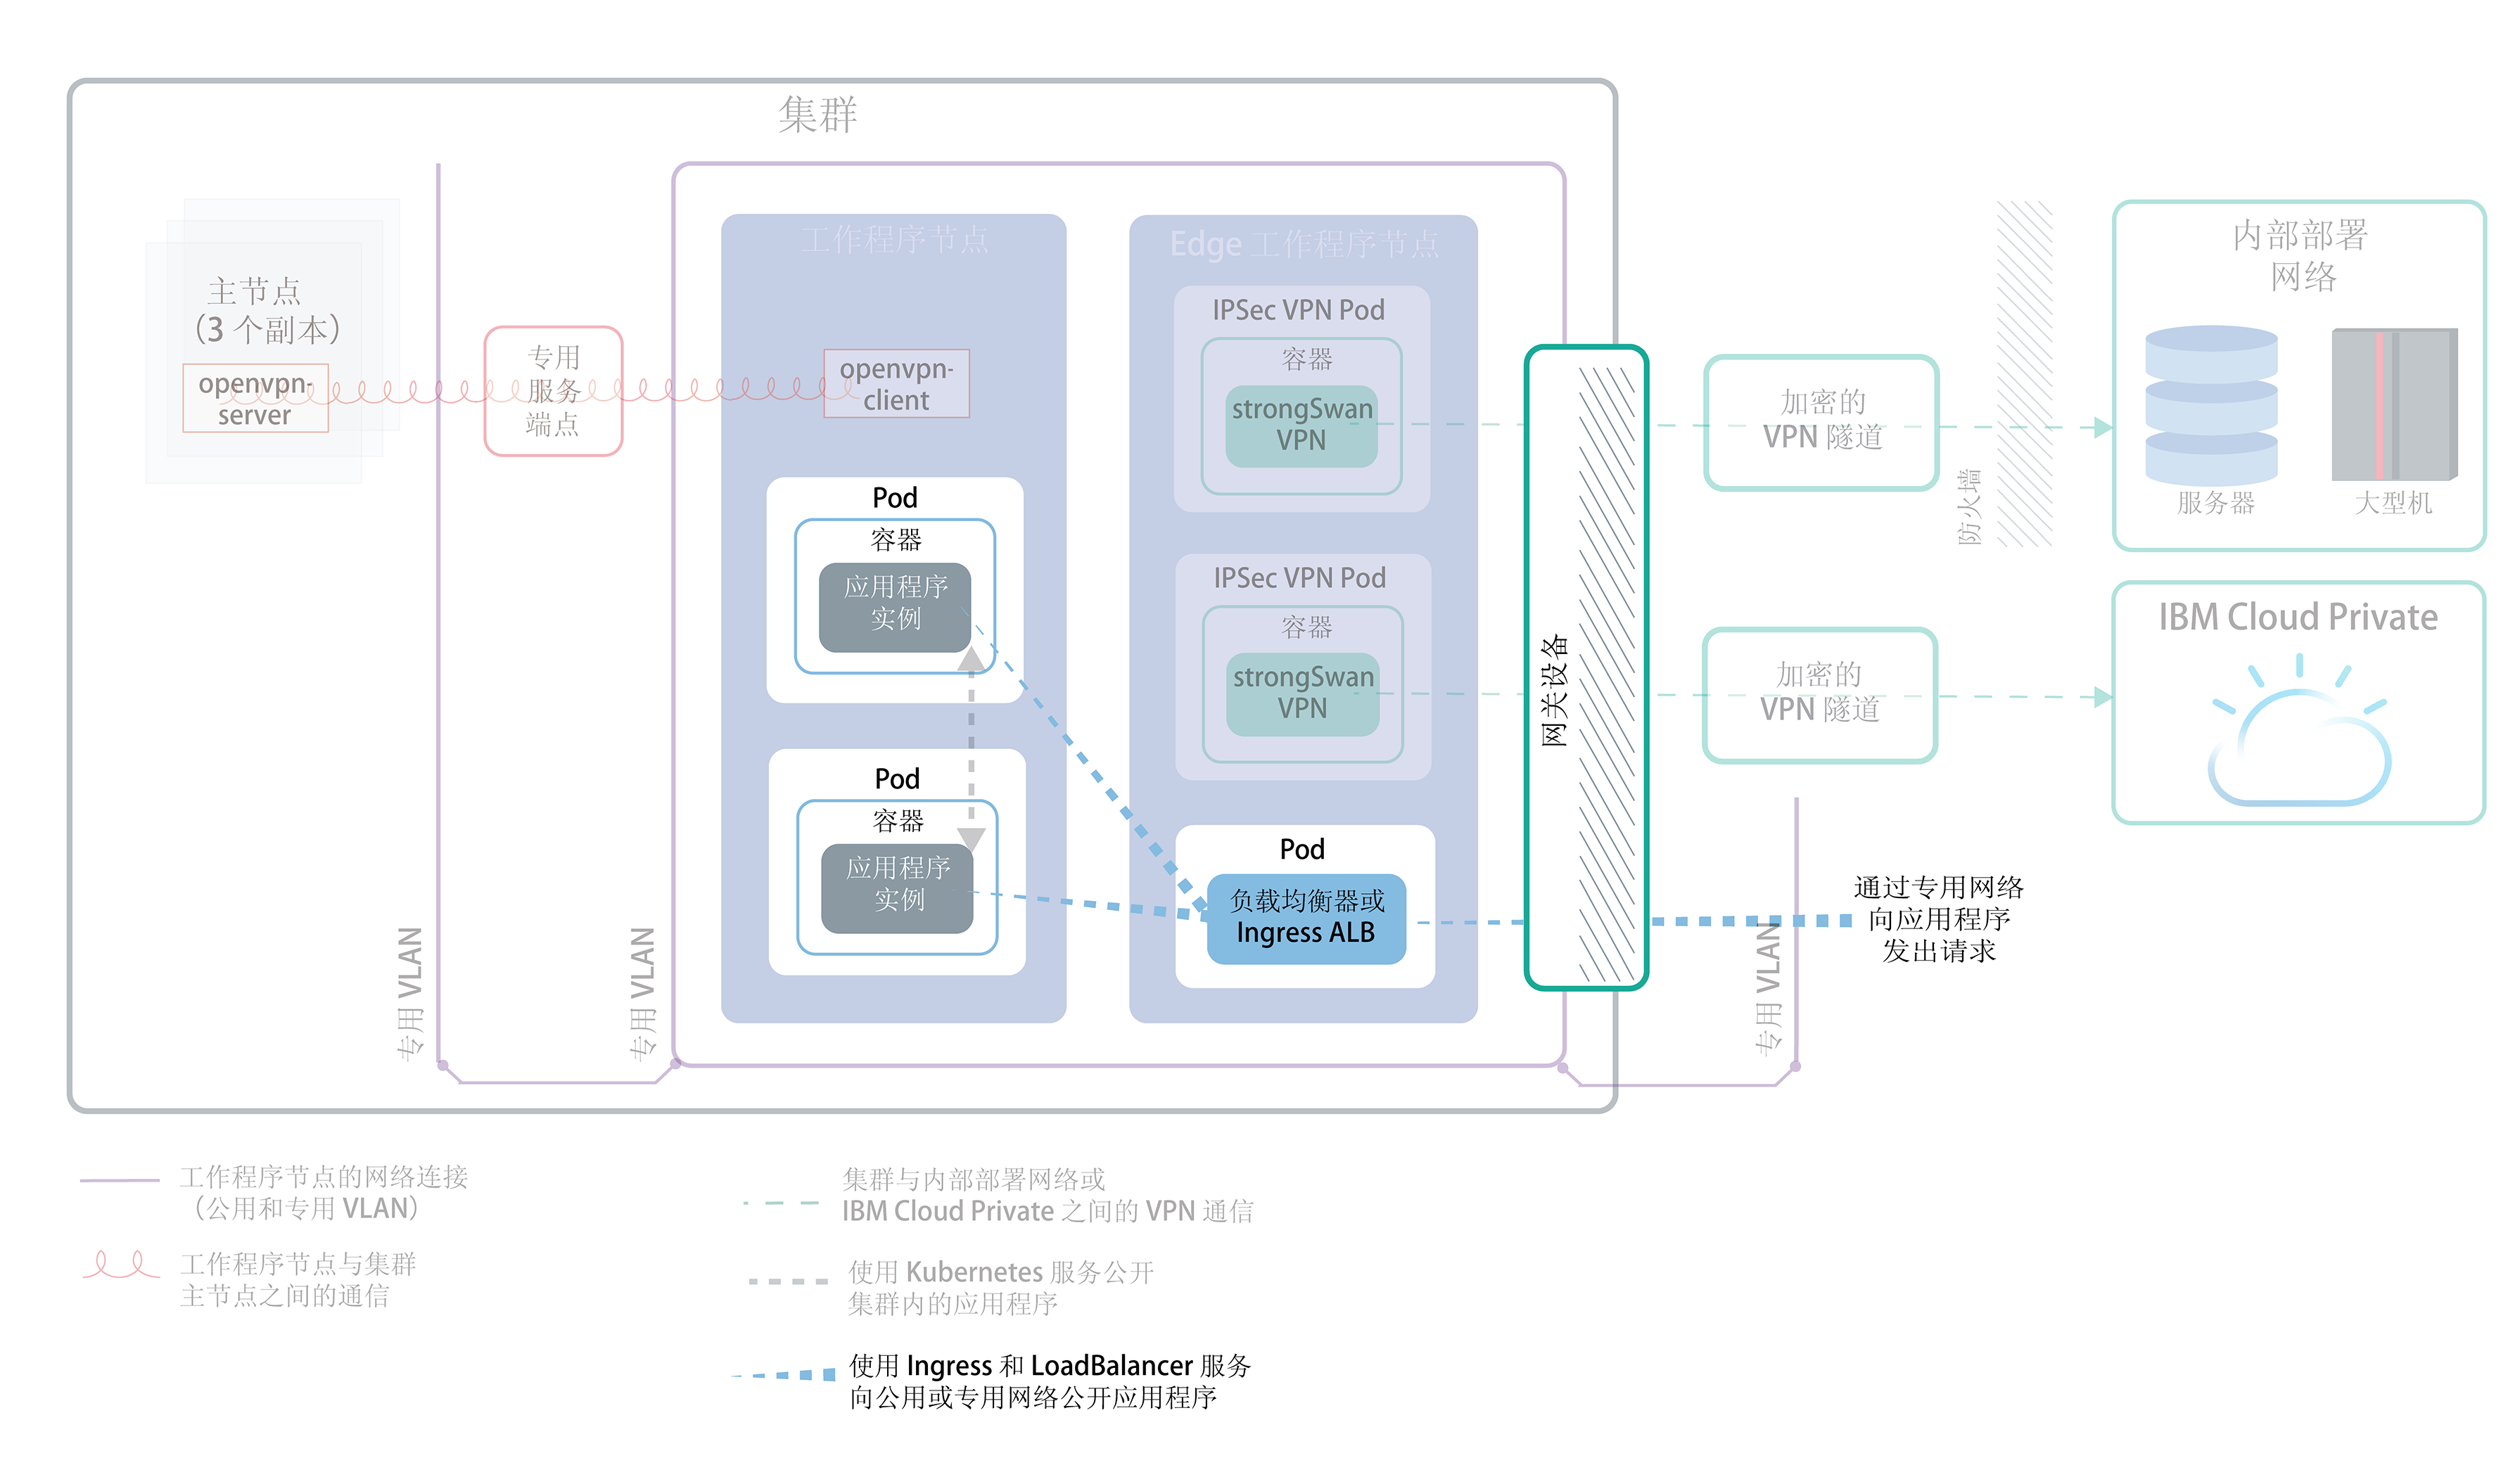 集群
主节点
（3 个副本）
openvpn-
server
专用
服务
端点
工作程序节点
openvpn-
client
Pod
容器
应用程序
实例
Pod
容器
应用程序
实例
Edge 工作程序节点
IPSec VPN Pod
容器
strongSwan
VPN
IPSec VPN Pod
容器
strongSwan
VPN
Pod
负载均衡器或
Ingress ALB
网关设备
加密的
VPN 隧道
加密的
VPN 隧道
防火墙
内部部署
网络
服务器
大型机
IBM Cloud Private
通过专用网络
向应用程序
发出请求
专用 VLAN
专用 VLAN
专用 VLAN
工作程序节点的网络连接
（公用和专用 VLAN）
工作程序节点与集群
主节点之间的通信
集群与内部部署网络或
IBM Cloud Private 之间的 VPN 通信
使用 Kubernetes 服务公开
集群内的应用程序
使用 Ingress 和 LoadBalancer 服务
向公用或专用网络公开应用程序